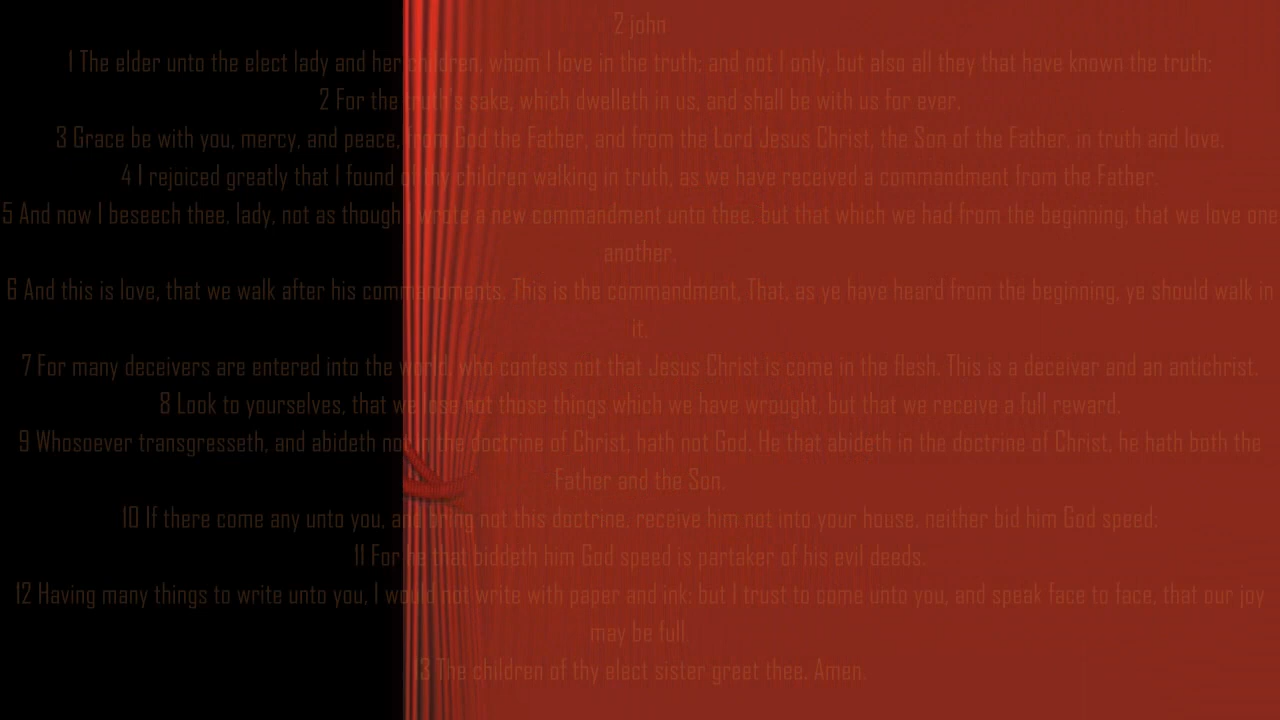 2 john
1 The elder unto the elect lady and her children, whom I love in the truth; and not I only, but also all they that have known the truth;
2 For the truth's sake, which dwelleth in us, and shall be with us for ever.
3 Grace be with you, mercy, and peace, from God the Father, and from the Lord Jesus Christ, the Son of the Father, in truth and love.
4 I rejoiced greatly that I found of thy children walking in truth, as we have received a commandment from the Father.
5 And now I beseech thee, lady, not as though I wrote a new commandment unto thee, but that which we had from the beginning, that we love one
another.
6 And this is love, that we walk after his commandments. This is the commandment, That, as ye have heard from the beginning, ye should walk in
it.
7 For many deceivers are entered into the world, who confess not that Jesus Christ is come in the flesh. This is a deceiver and an antichrist.
8 Look to yourselves, that we lose not those things which we have wrought, but that we receive a full reward.
9 Whosoever transgresseth, and abideth not in the doctrine of Christ, hath not God. He that abideth in the doctrine of Christ, he hath both the
Father and the Son.
10 If there come any unto you, and bring not this doctrine, receive him not into your house, neither bid him God speed:
11 For he that biddeth him God speed is partaker of his evil deeds.
12 Having many things to write unto you, I would not write with paper and ink: but I trust to come unto you, and speak face to face, that our joy
may be full.
13 The children of thy elect sister greet thee. Amen.